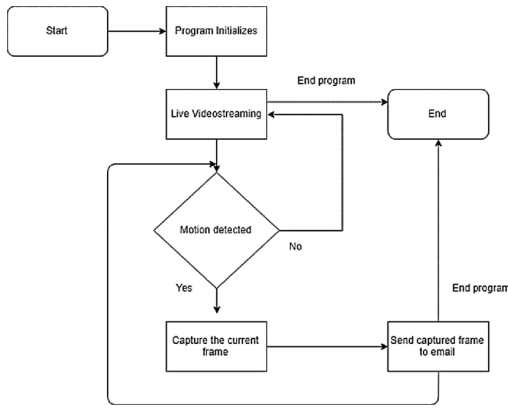 Start
Program Initializes
End program
Live Videostreaming
End
Motion detected
No
Yes
End program
Capture the current
frame
Send captured frame
to email